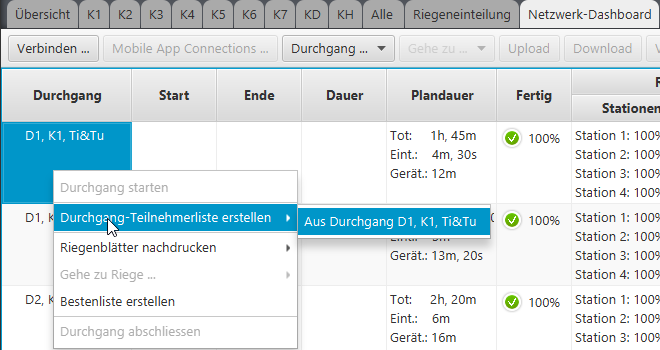 Übersicht K1 K2 K3 K4 K5 K6 K7 KD KH Alle Riegeneinteilung Netzwerk-Dashboard
Verbinden ... Mobile App Connections ... Durchgang ... Gehe zu ... Upload Download
Durchgang Start Ende Dauer Plandauer Fertig
Stationen
D1, K1, Ti&Tu
Tot: 1h, 45m
Eint.: 4m, 30s
Gerät.: 12m
100%
Station 1: 100%
Station 2: 100%
Station 3: 100%
Station 4: 100%
Durchgang starten
Durchgang-Teilnehmerliste erstellen
Aus Durchgang D1, K1, Ti&Tu
Riegenblätter nachdrucken
Gehe zu Riege ...
Bestenliste erstellen
Durchgang abschliessen
D1, K
Gerät.: 13m, 20s
100%
Station 1: 100%
Station 2: 100%
Station 3: 100%
Station 4: 100%
D2, K
Tot: 2h, 20m
Eint.: 6m
Gerät.: 16m
100%
Station 1: 100%
Station 2: 100%
Station 3: 100%